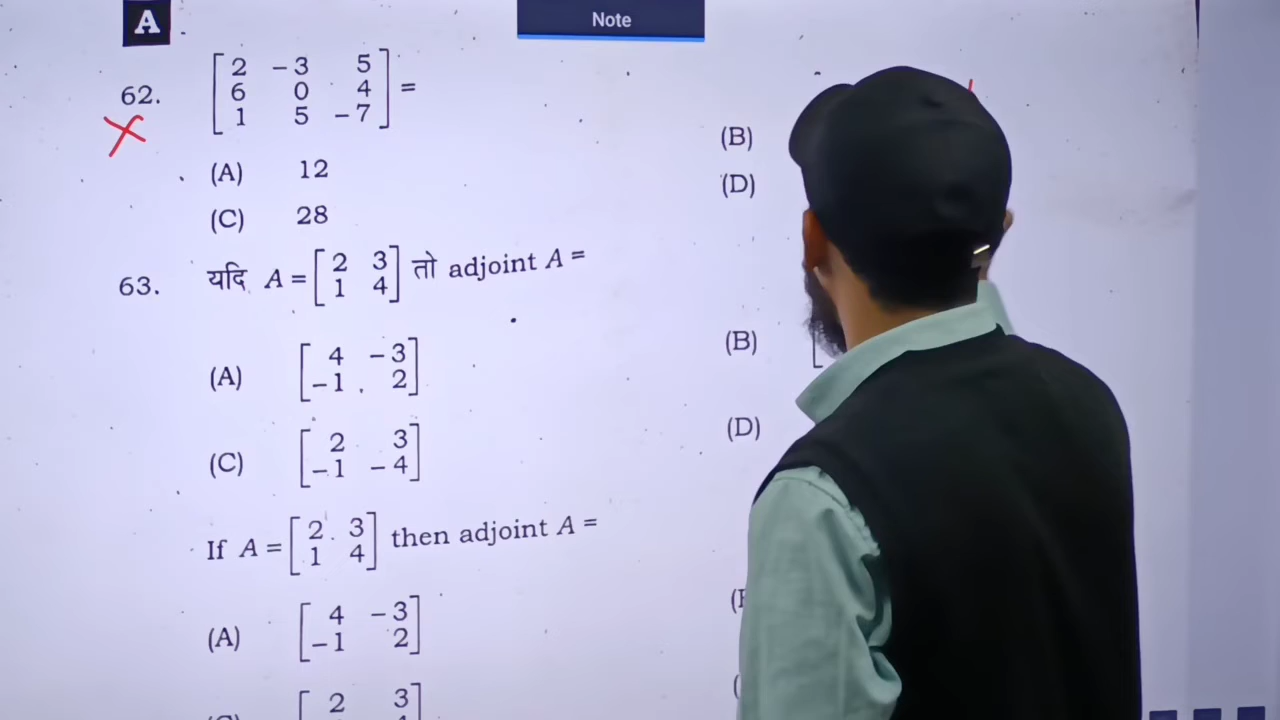 A
Note
62. [ 2 -3 5
6 0 4
1 5 -7 ] =
(A) 12 (B)
(C) 28 (D)
63. यदि A = [ 2 3
1 4 ] तो adjoint A =
(A) [ 4 -3
-1 2 ] (B) [
(C) [ 2 3
-1 -4 ] (D)
If A = [ 2 3
1 4 ] then adjoint A =
(A) [ 4 -3
-1 2 ]
[ 2 3